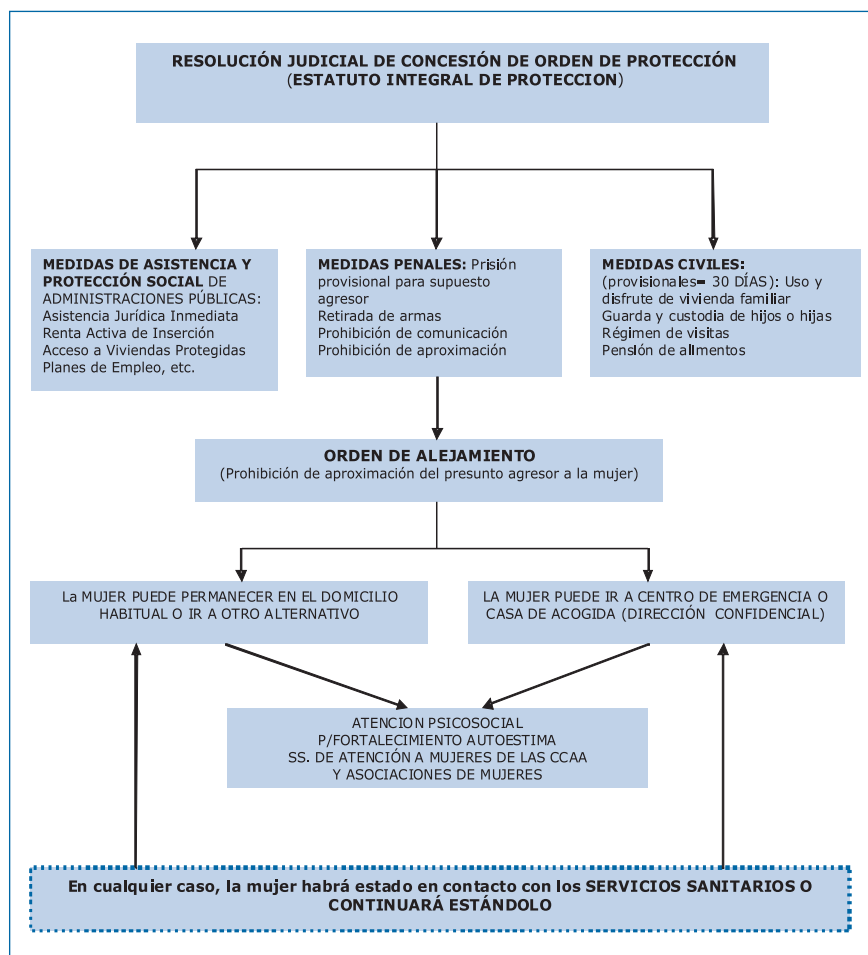 RESOLUCIÓN JUDICIAL DE CONCESIÓN DE ORDEN DE PROTECCIÓN
(ESTATUTO INTEGRAL DE PROTECCION)
MEDIDAS DE ASISTENCIA Y
PROTECCIÓN SOCIAL DE
ADMINISTRACIONES PÚBLICAS:
Asistencia Jurídica Inmediata
Renta Activa de Inserción
Acceso a Viviendas Protegidas
Planes de Empleo, etc.
MEDIDAS PENALES: Prisión
provisional para supuesto
agresor
Retirada de armas
Prohibición de comunicación
Prohibición de aproximación
MEDIDAS CIVILES:
(provisionales= 30 DÍAS): Uso y
disfrute de vivienda familiar
Guarda y custodia de hijos o hijas
Régimen de visitas
Pensión de alimentos
ORDEN DE ALEJAMIENTO
(Prohibición de aproximación del presunto agresor a la mujer)
La MUJER PUEDE PERMANECER EN EL DOMICILIO
HABITUAL O IR A OTRO ALTERNATIVO
LA MUJER PUEDE IR A CENTRO DE EMERGENCIA O
CASA DE ACOGIDA (DIRECCIÓN CONFIDENCIAL)
ATENCION PSICOSOCIAL
P/FORTALECIMIENTO AUTOESTIMA
SS. DE ATENCIÓN A MUJERES DE LAS CCAA
Y ASOCIACIONES DE MUJERES
En cualquier caso, la mujer habrá estado en contacto con los SERVICIOS SANITARIOS O
CONTINUARÁ ESTÁNDOLO